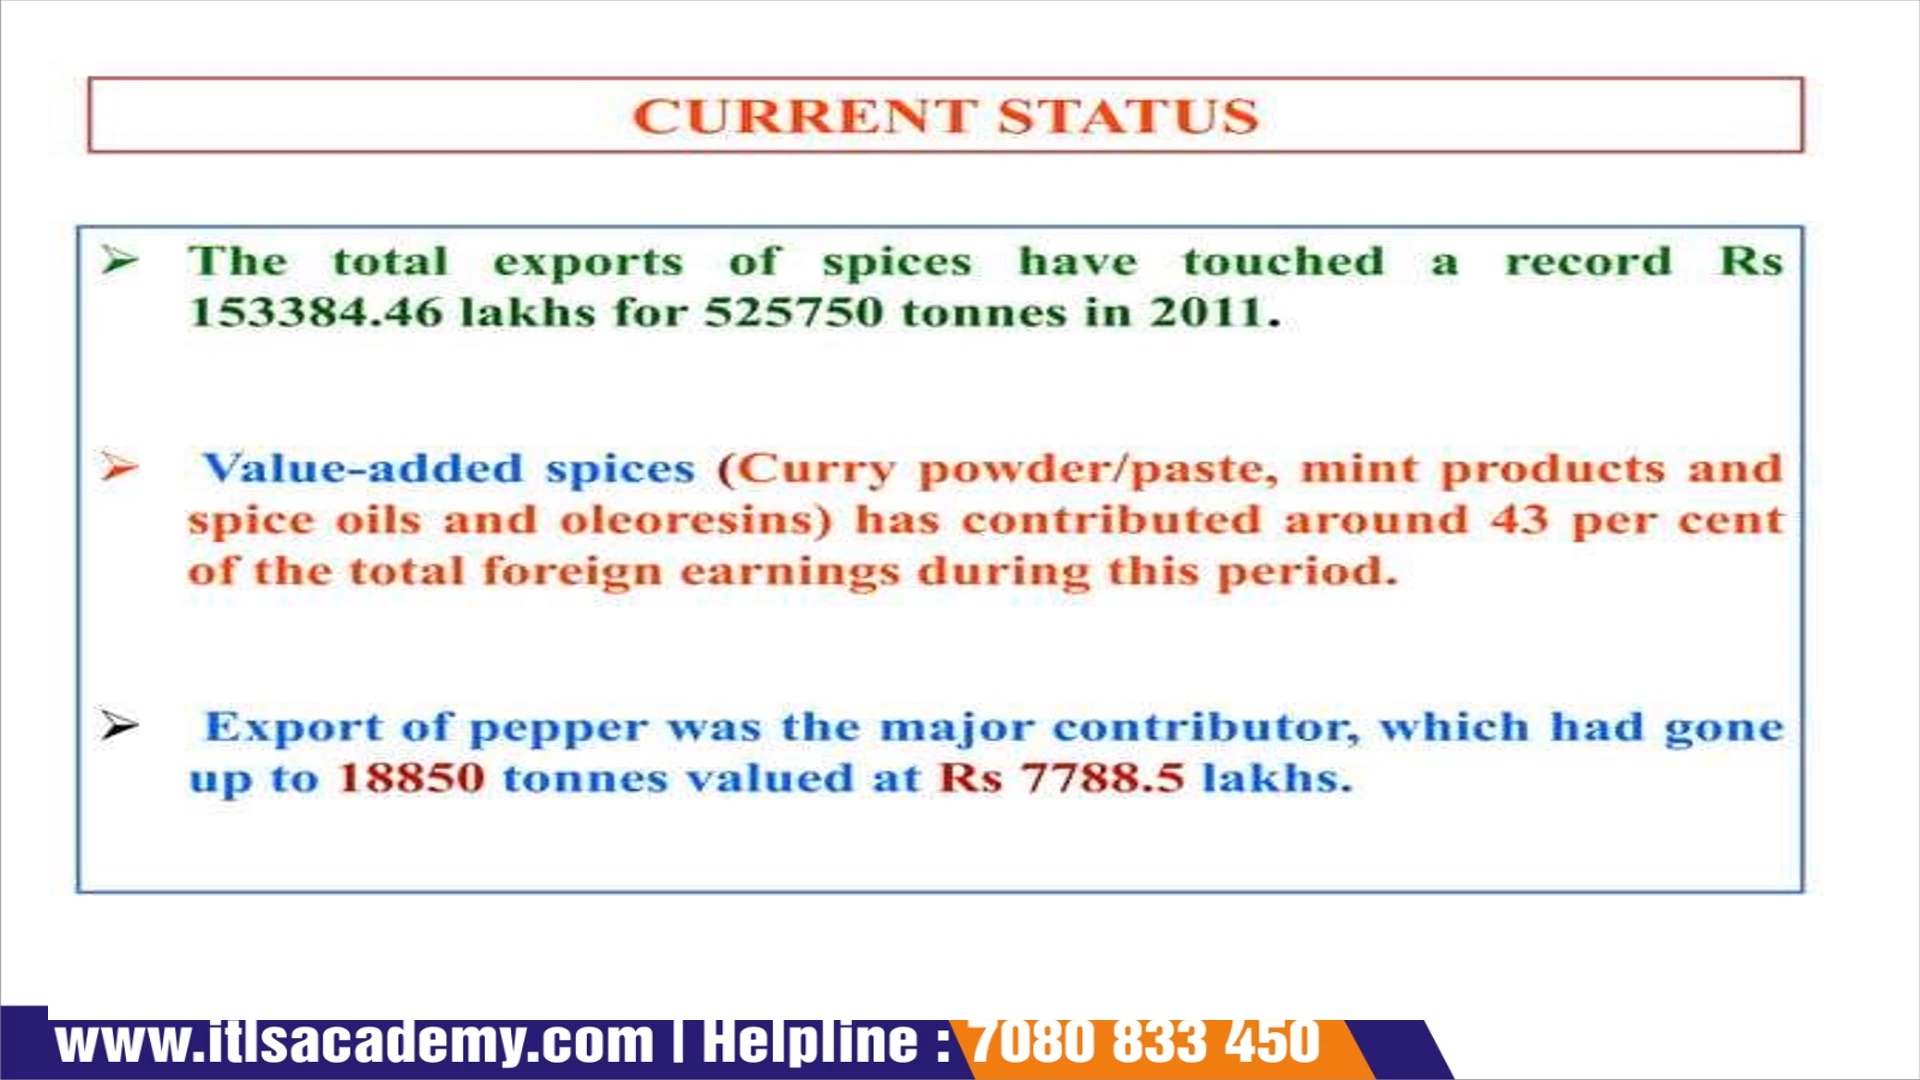 CURRENT STATUS
➢ The total exports of spices have touched a record Rs
153384.46 lakhs for 525750 tonnes in 2011.
➢ Value-added spices (Curry powder/paste, mint products and
spice oils and oleoresins) has contributed around 43 per cent
of the total foreign earnings during this period.
➢ Export of pepper was the major contributor, which had gone
up to 18850 tonnes valued at Rs 7788.5 lakhs.
www.itlsacademy.com | Helpline : 7080 833 450